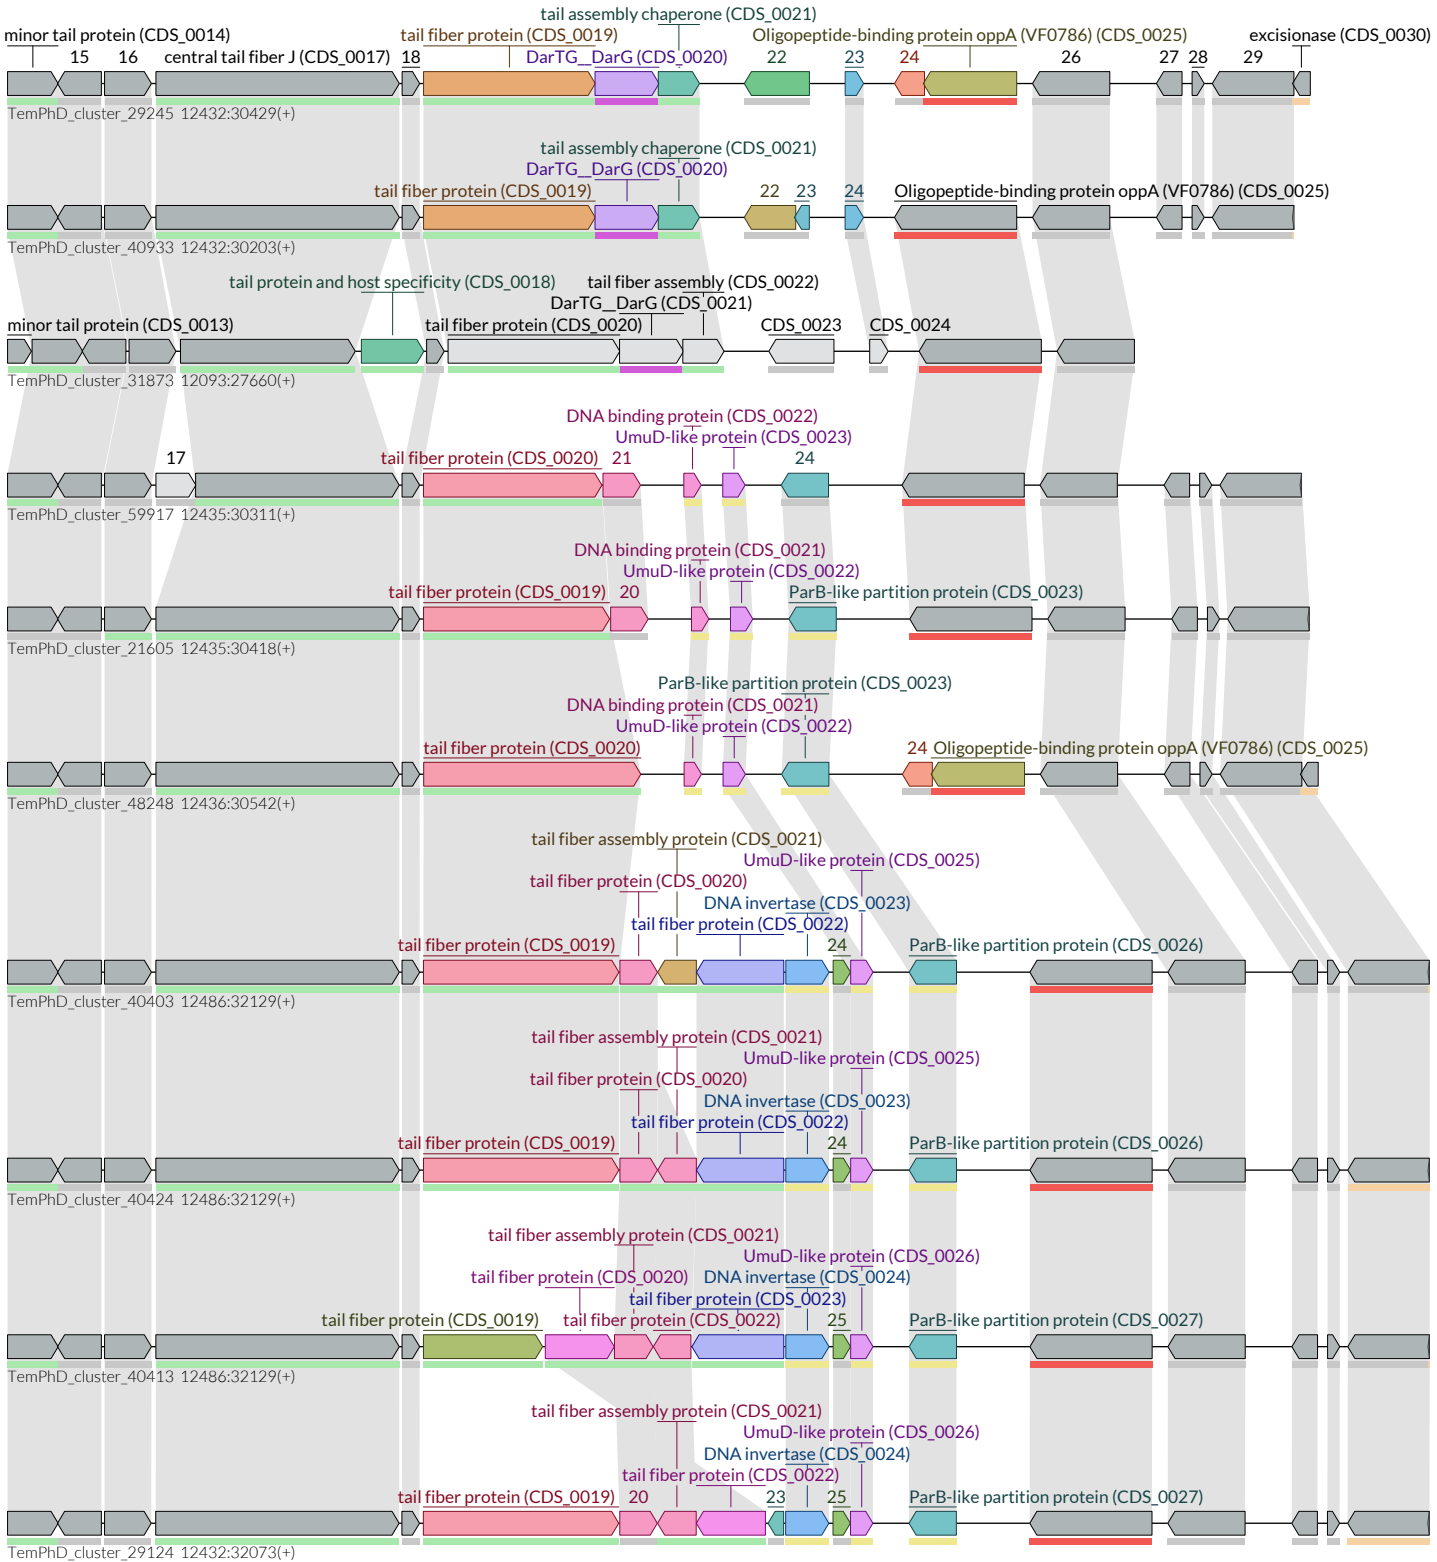 tail assembly chaperone (CDS_0021)
minor tail protein (CDS_0014) tail fiber protein (CDS_0019) Oligopeptide-binding protein oppA (VF0786) (CDS_0025) excisionase (CDS_0030)
15 16 central tail fiber J (CDS_0017) 18 DarTG__DarG (CDS_0020) 22 23 24 26 27 28 29
TemPhD_cluster_29245 12432:30429(+)
tail assembly chaperone (CDS_0021)
DarTG__DarG (CDS_0020)
tail fiber protein (CDS_0019) 22 23 24 Oligopeptide-binding protein oppA (VF0786) (CDS_0025)
TemPhD_cluster_40933 12432:30203(+)
tail protein and host specificity (CDS_0018) tail fiber assembly (CDS_0022)
DarTG__DarG (CDS_0021)
minor tail protein (CDS_0013) tail fiber protein (CDS_0020) CDS_0023 CDS_0024
TemPhD_cluster_31873 12093:27660(+)
DNA binding protein (CDS_0022)
UmuD-like protein (CDS_0023)
17 tail fiber protein (CDS_0020) 21 24
TemPhD_cluster_59917 12435:30311(+)
DNA binding protein (CDS_0021)
UmuD-like protein (CDS_0022)
tail fiber protein (CDS_0019) 20 ParB-like partition protein (CDS_0023)
TemPhD_cluster_21605 12435:30418(+)
ParB-like partition protein (CDS_0023)
DNA binding protein (CDS_0021)
UmuD-like protein (CDS_0022)
tail fiber protein (CDS_0020) 24 Oligopeptide-binding protein oppA (VF0786) (CDS_0025)
TemPhD_cluster_48248 12436:30542(+)
tail fiber assembly protein (CDS_0021)
UmuD-like protein (CDS_0025)
tail fiber protein (CDS_0020)
DNA invertase (CDS_0023)
tail fiber protein (CDS_0022)
tail fiber protein (CDS_0019) 24 ParB-like partition protein (CDS_0026)
TemPhD_cluster_40403 12486:32129(+)
tail fiber assembly protein (CDS_0021)
UmuD-like protein (CDS_0025)
tail fiber protein (CDS_0020)
DNA invertase (CDS_0023)
tail fiber protein (CDS_0022)
tail fiber protein (CDS_0019) 24 ParB-like partition protein (CDS_0026)
TemPhD_cluster_40424 12486:32129(+)
tail fiber assembly protein (CDS_0021)
UmuD-like protein (CDS_0026)
tail fiber protein (CDS_0020) DNA invertase (CDS_0024)
tail fiber protein (CDS_0023)
tail fiber protein (CDS_0019) tail fiber protein (CDS_0022) 25 ParB-like partition protein (CDS_0027)
TemPhD_cluster_40413 12486:32129(+)
tail fiber assembly protein (CDS_0021)
UmuD-like protein (CDS_0026)
DNA invertase (CDS_0024)
tail fiber protein (CDS_0022)
tail fiber protein (CDS_0019) 20 23 25 ParB-like partition protein (CDS_0027)
TemPhD_cluster_29124 12432:32073(+)